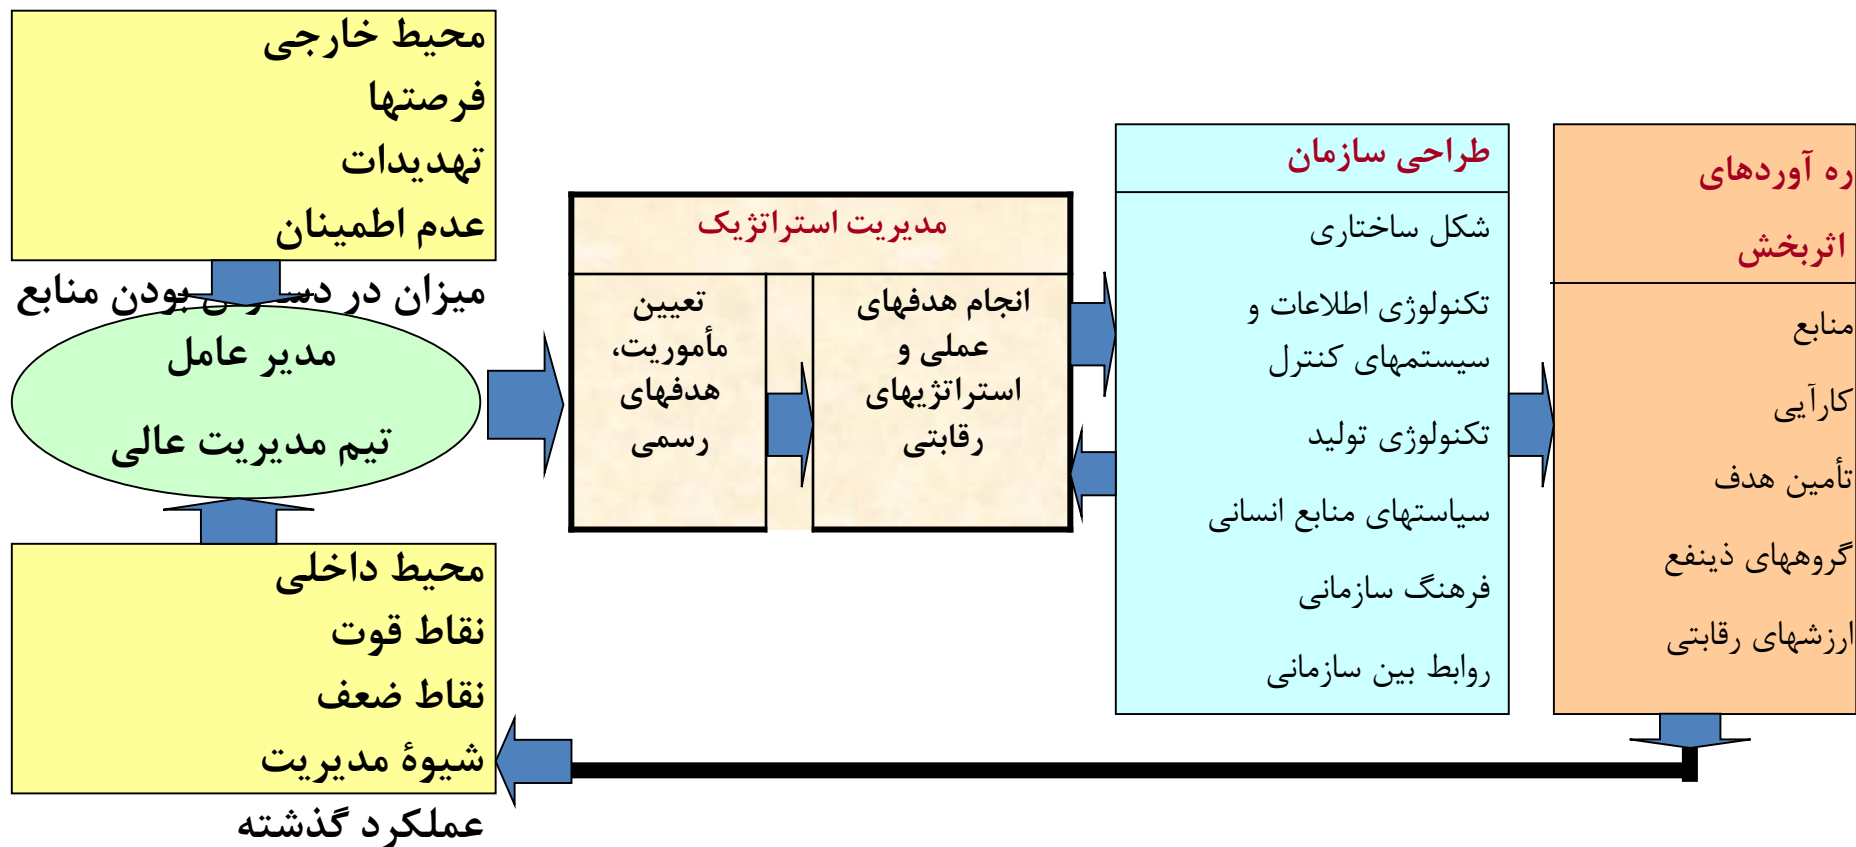 محیط خارجی
فرصتها
تهدیدات
عدم اطمینان
میزان در دسترس بودن منابع
مدیر عامل
تیم مدیریت عالی
محیط داخلی
نقاط قوت
نقاط ضعف
شیوۀ مدیریت
عملکرد گذشته
مدیریت استراتژیک
تعیین
مأموریت،
هدفهای
رسمی
انجام هدفهای
عملی و
استراتژیهای
رقابتی
طراحی سازمان
شکل ساختاری
تکنولوژی اطلاعات و
سیستمهای کنترل
تکنولوژی تولید
سیاستهای منابع انسانی
فرهنگ سازمانی
روابط بین سازمانی
ره آوردهای
اثربخش
منابع
کارآیی
تأمین هدف
گروههای ذینفع
ارزشهای رقابتی